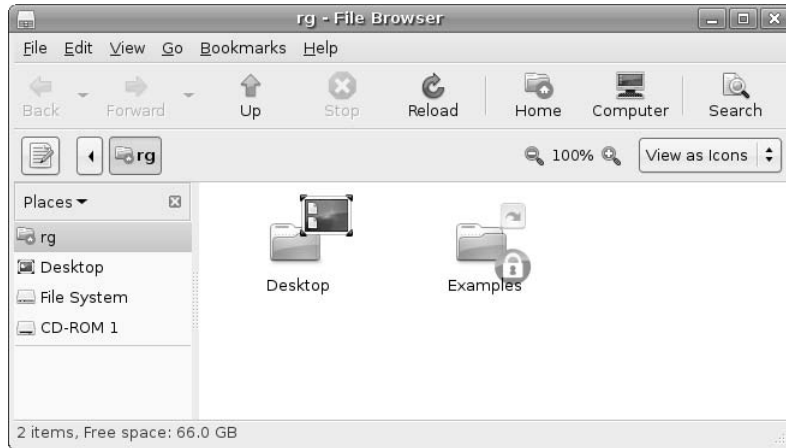 rg - File Browser
File Edit View Go Bookmarks Help
Back Forward Up Stop Reload Home Computer Search
rg 100% View as Icons
Places
rg
Desktop
File System
CD-ROM 1
Desktop Examples
2 items, Free space: 66.0 GB